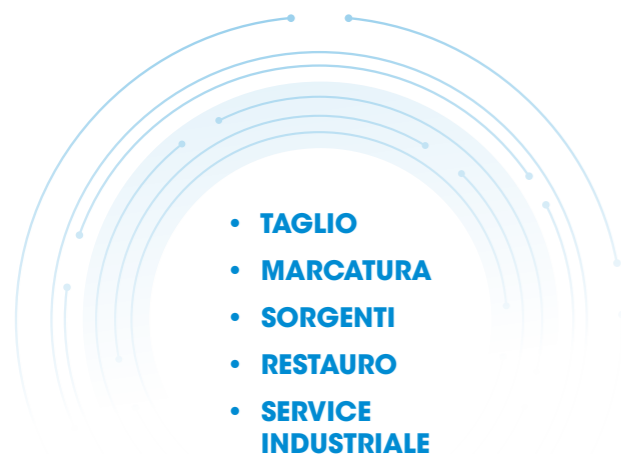 • TAGLIO
• MARCATURA
• SORGENTI
• RESTAURO
• SERVICE
INDUSTRIALE